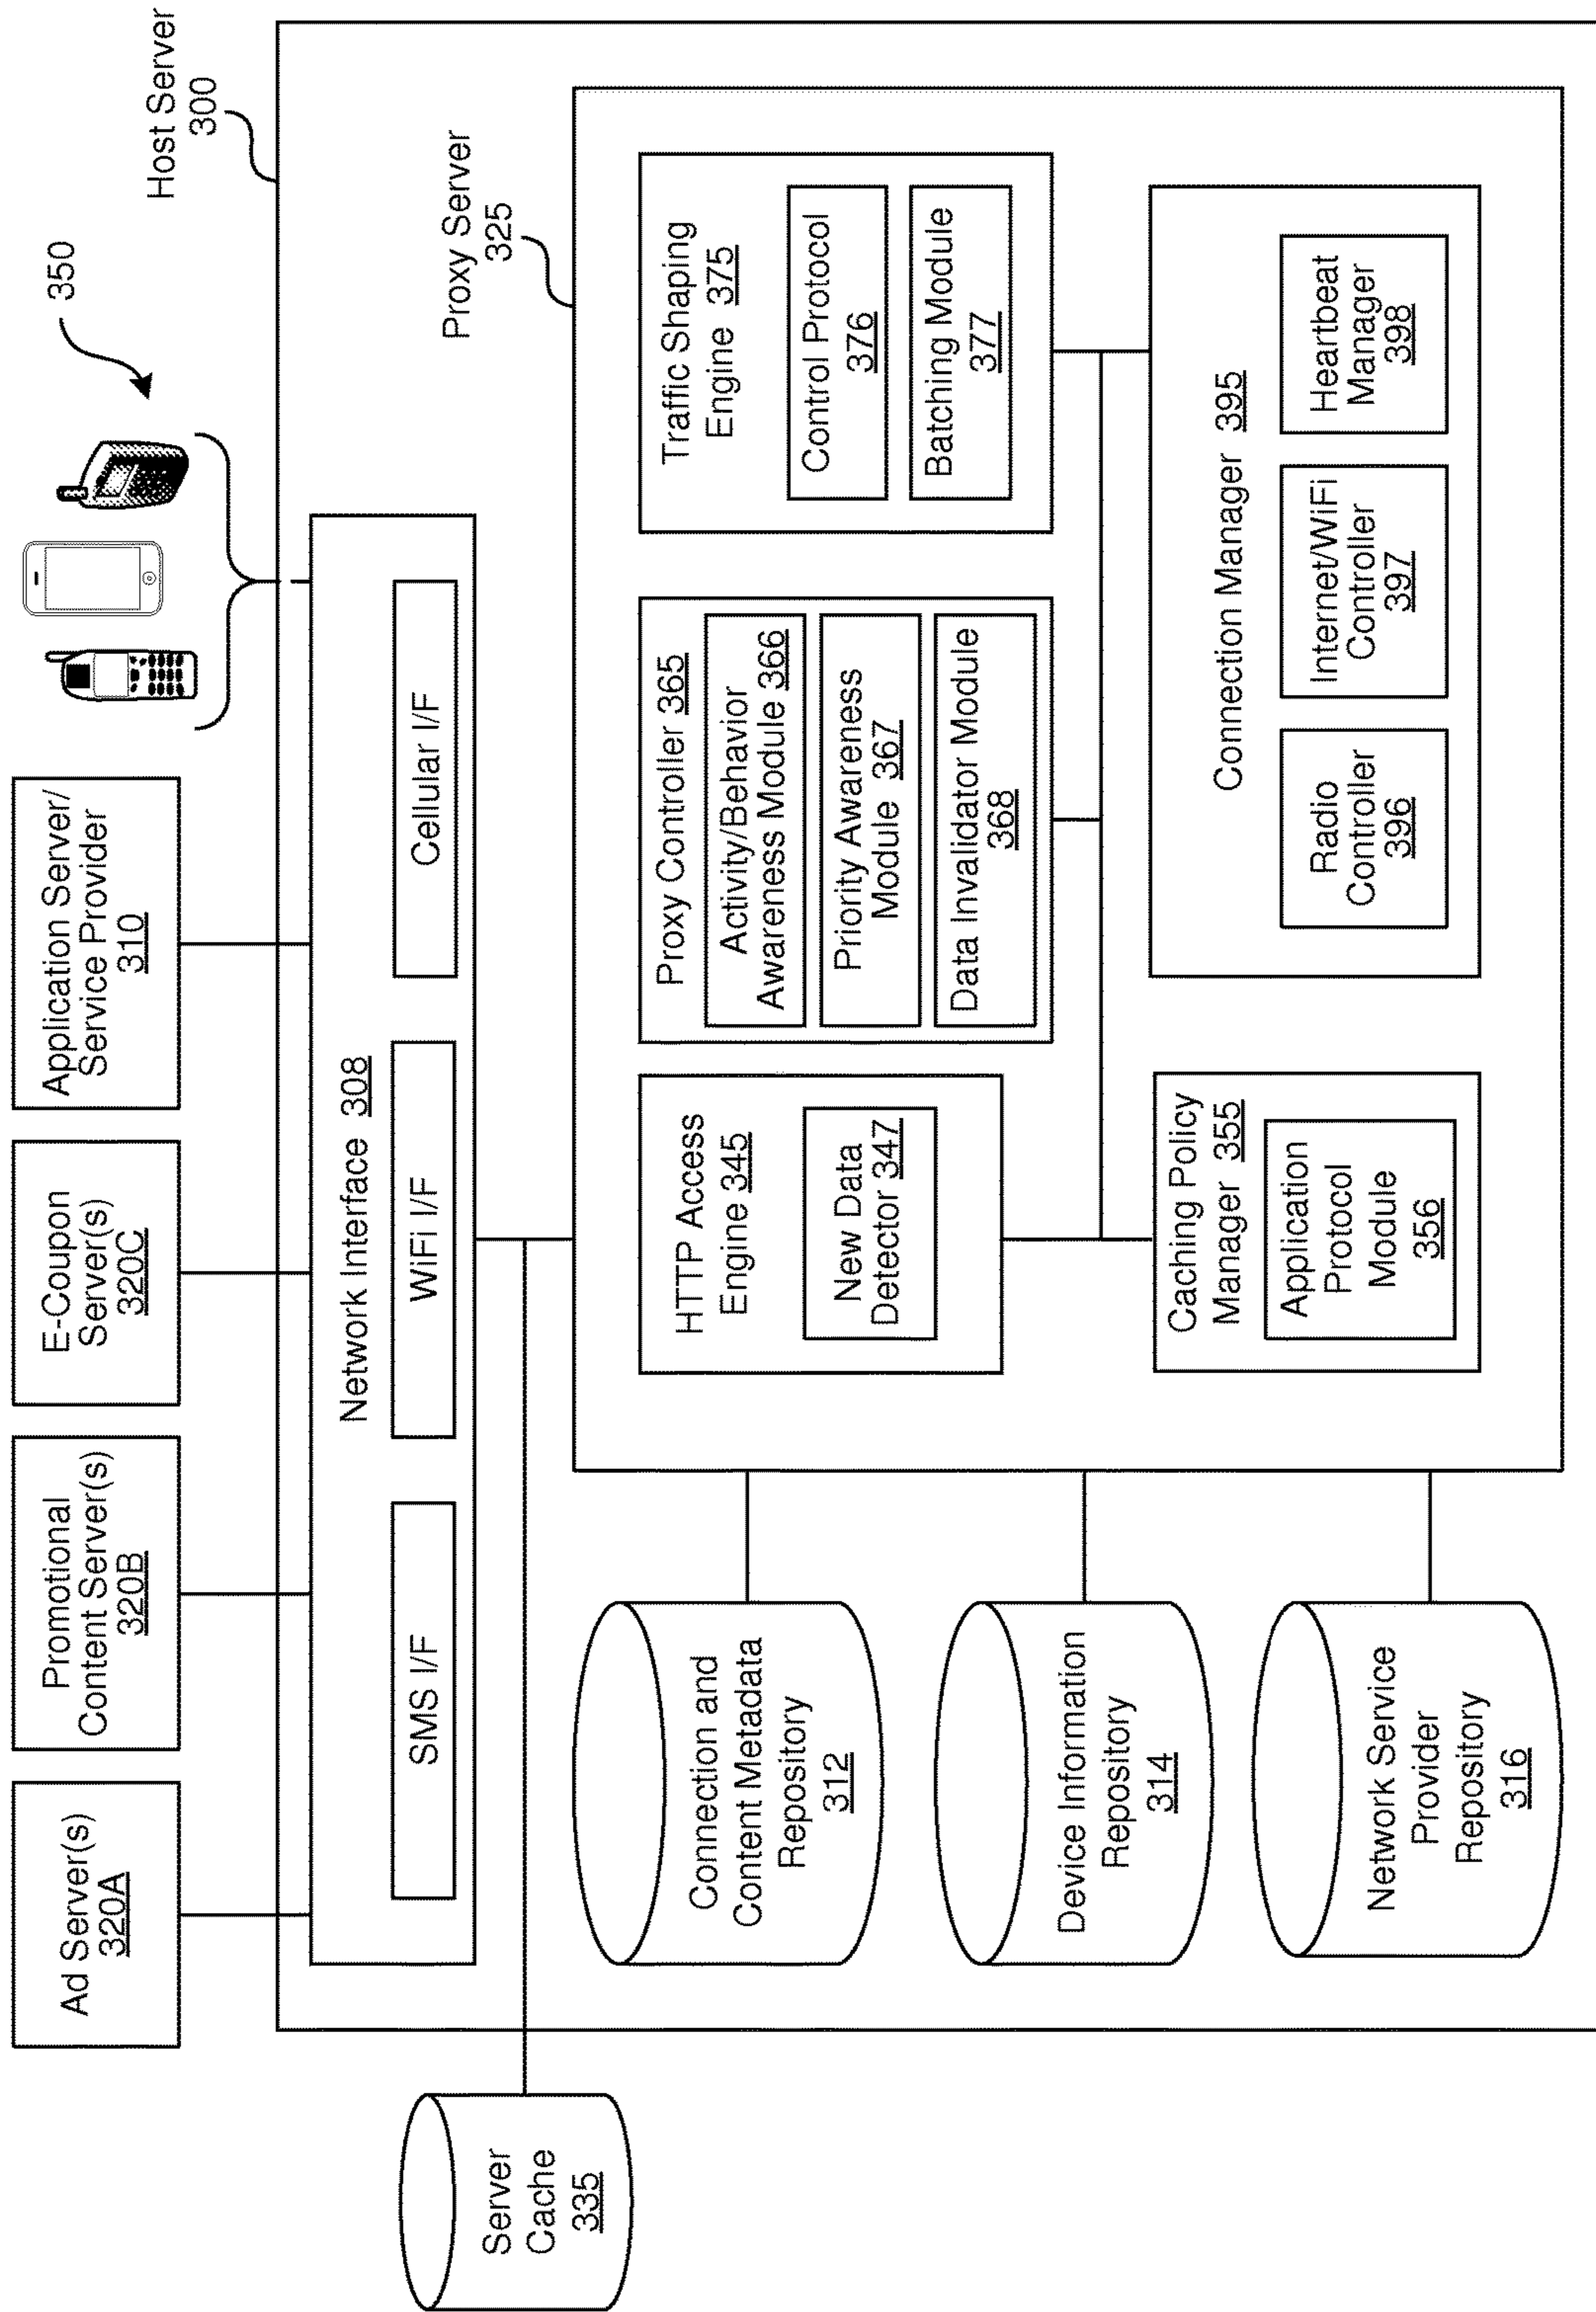 Ad Server(s)
320A
Promotional
Content Server(s)
320B
E-Coupon
Server(s)
320C
Application Server/
Service Provider
310
350
Host Server
300
Network Interface 308
SMS I/F
WiFi I/F
Cellular I/F
Server
Cache
335
Proxy Server
325
Connection and
Content Metadata
Repository
312
Device Information
Repository
314
Network Service
Provider
Repository
316
HTTP Access
Engine 345
New Data
Detector 347
Proxy Controller 365
Activity/Behavior
Awareness Module 366
Priority Awareness
Module 367
Data Invalidator Module
368
Traffic Shaping
Engine 375
Control Protocol
376
Batching Module
377
Caching Policy
Manager 355
Application
Protocol
Module
356
Connection Manager 395
Radio
Controller
396
Internet/WiFi
Controller
397
Heartbeat
Manager
398